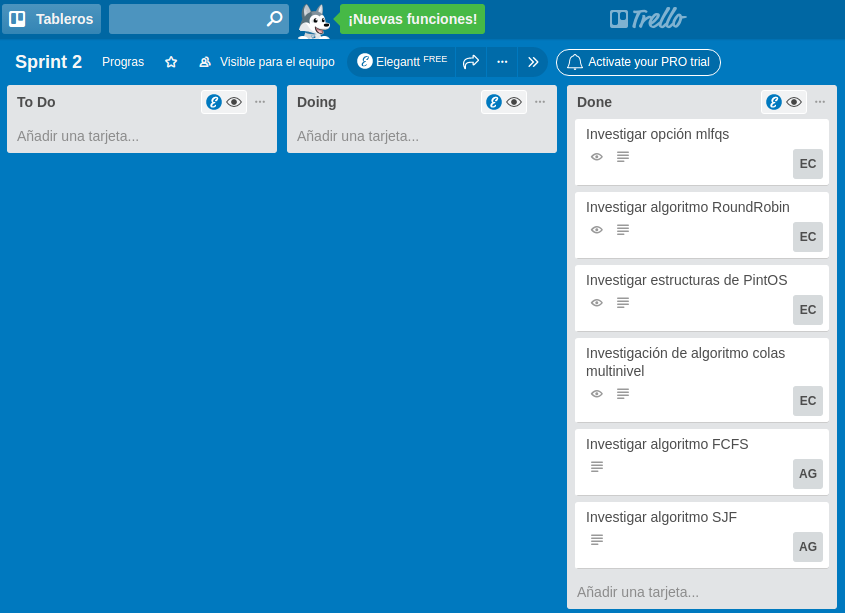 Tableros
¡Nuevas funciones!
Trello
Sprint 2
Progras
Visible para el equipo
Elegantt FREE
Activate your PRO trial
To Do
Añadir una tarjeta...
Doing
Añadir una tarjeta...
Done
Investigar opción mlfqs
EC
Investigar algoritmo RoundRobin
EC
Investigar estructuras de PintOS
EC
Investigación de algoritmo colas
multinivel
EC
Investigar algoritmo FCFS
AG
Investigar algoritmo SJF
AG
Añadir una tarjeta...